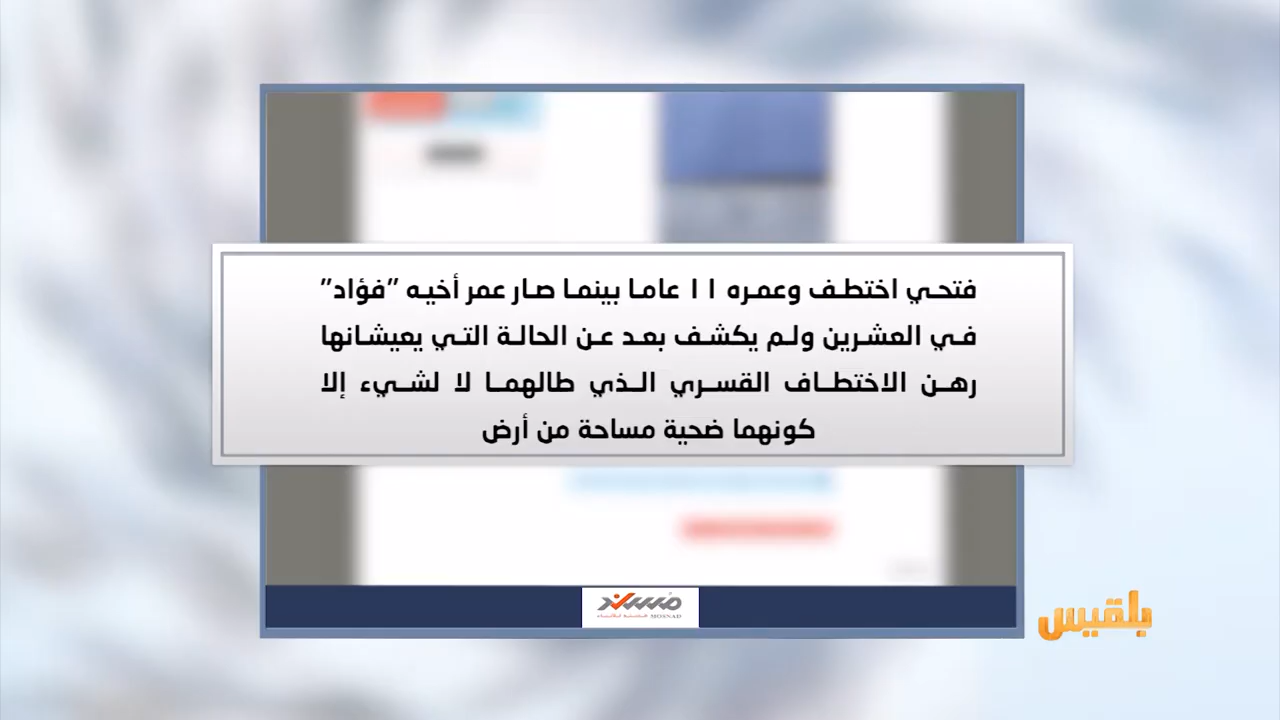 فتحي اختطف وعمره ١١ عاما بينما صار عمر أخيه "فؤاد"
في العشرين ولم يكشف بعد عن الحالة التي يعيشانها
رهن الاختطاف القسري الذي طالهما لا لشيء إلا
كونهما ضحية مساحة من أرض
مسند
MOSNAD
بلقيس